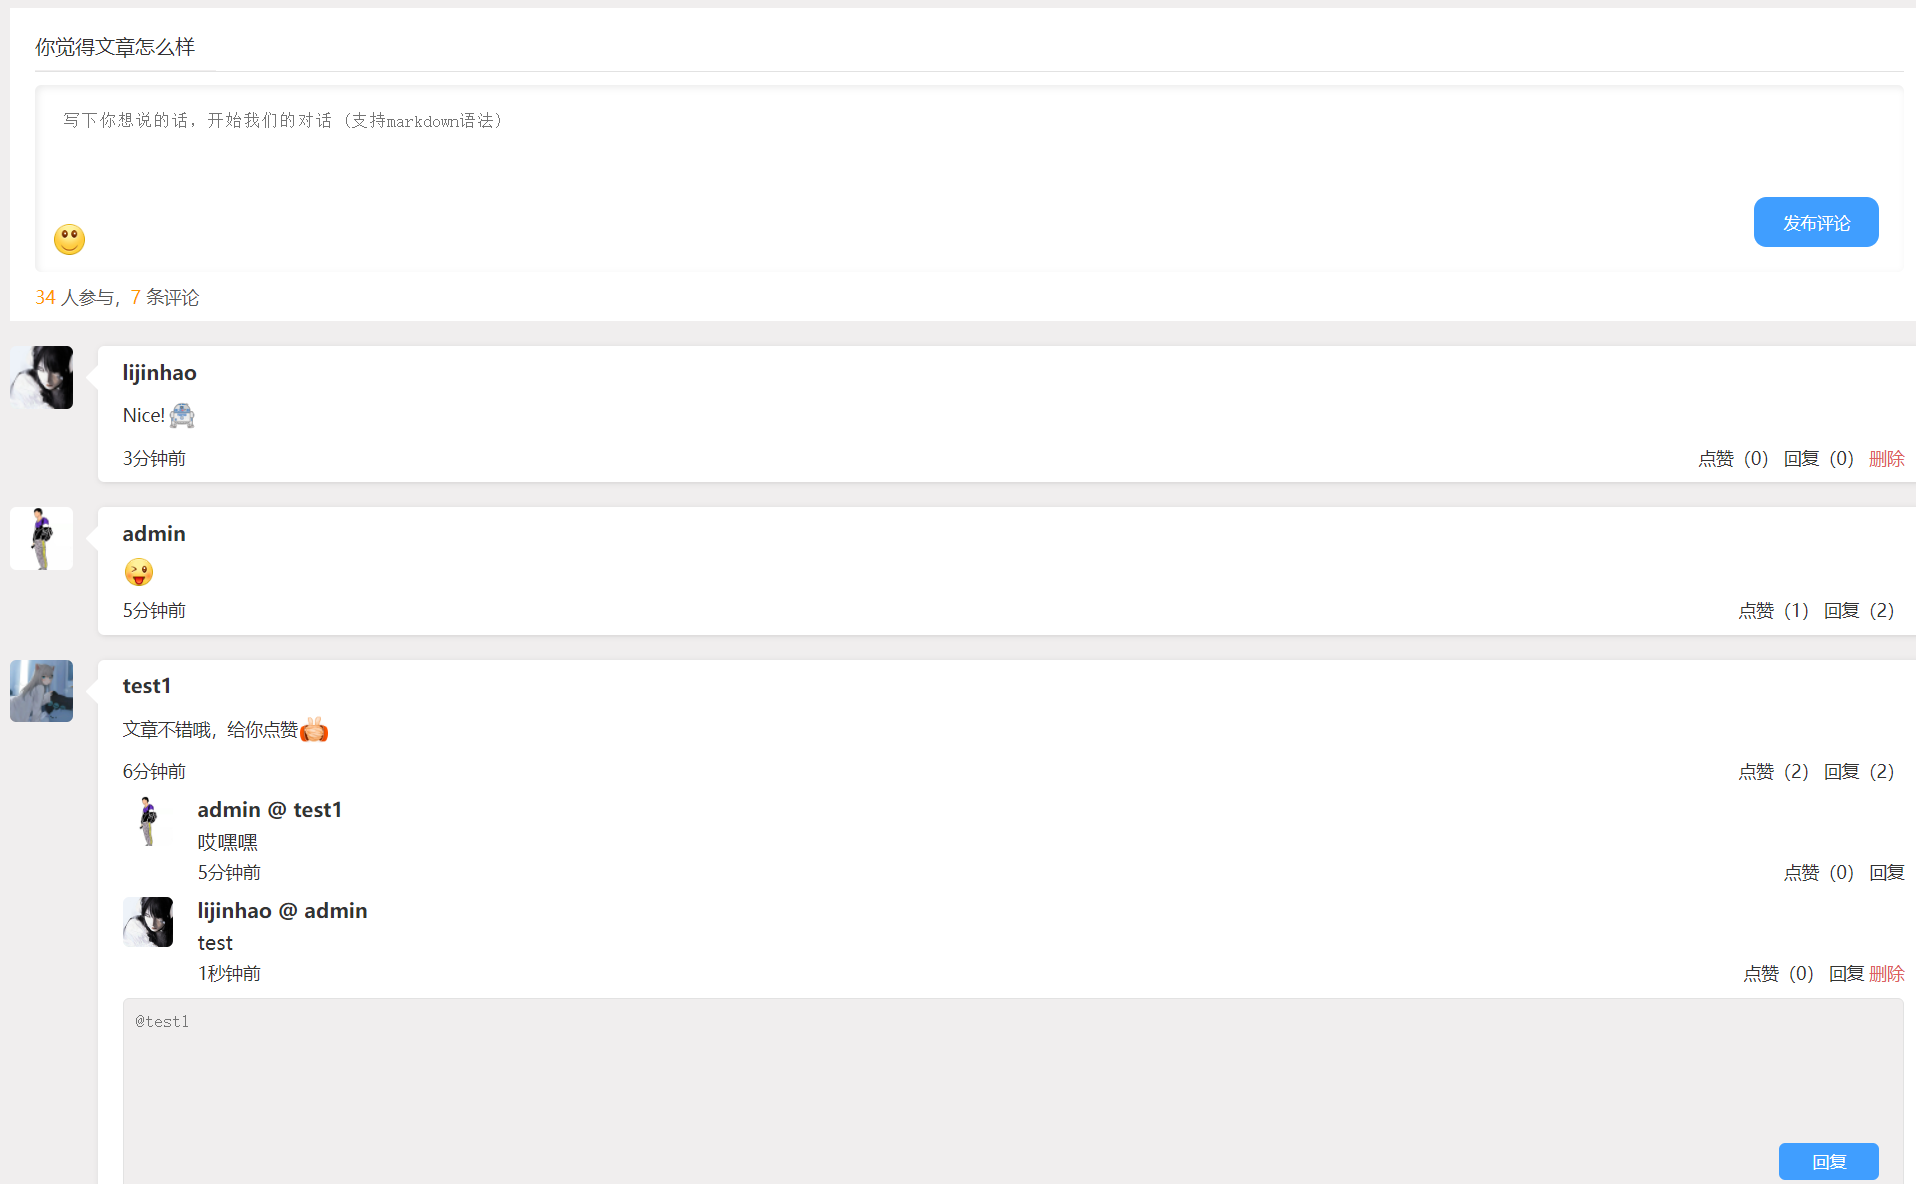 你觉得文章怎么样
写下你想说的话，开始我们的对话（支持markdown语法）
发布评论
34 人参与，7 条评论
lijinhao
Nice!
3分钟前 点赞（0） 回复（0） 删除
admin
5分钟前 点赞（1） 回复（2）
test1
文章不错哦，给你点赞
6分钟前 点赞（2） 回复（2）
admin @ test1
哎嘿嘿
5分钟前 点赞（0） 回复
lijinhao @ admin
test
1秒钟前 点赞（0） 回复 删除
@test1
回复